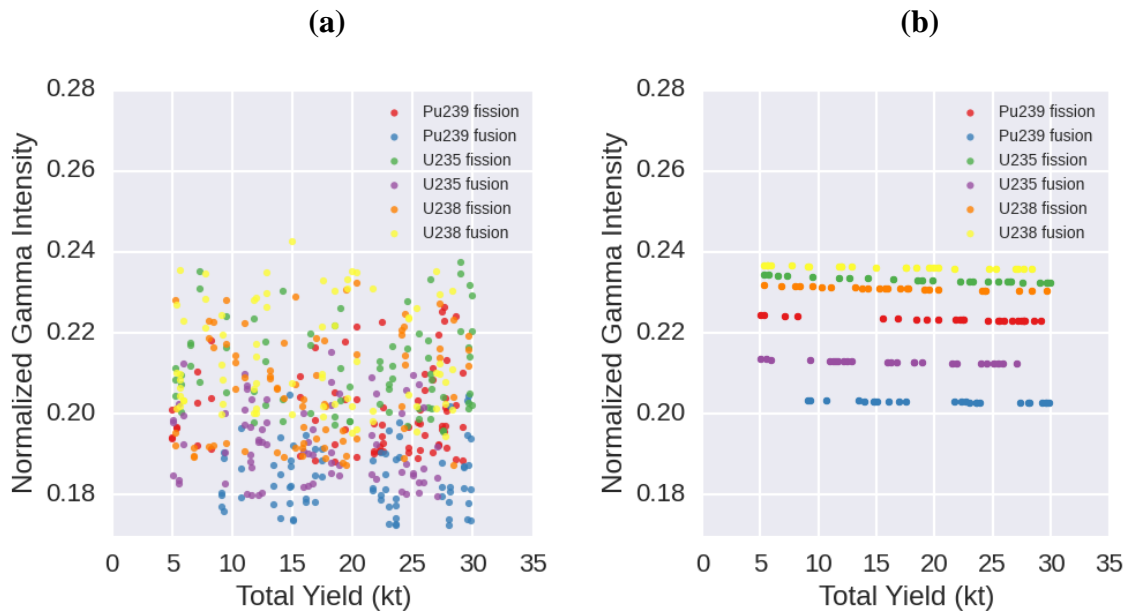 (a)
Normalized Gamma Intensity
0.28
0.26
0.24
0.22
0.20
0.18
Pu239 fission
Pu239 fusion
U235 fission
U235 fusion
U238 fission
U238 fusion
0 5 10 15 20 25 30 35
Total Yield (kt)
(b)
Normalized Gamma Intensity
0.28
0.26
0.24
0.22
0.20
0.18
Pu239 fission
Pu239 fusion
U235 fission
U235 fusion
U238 fission
U238 fusion
0 5 10 15 20 25 30 35
Total Yield (kt)